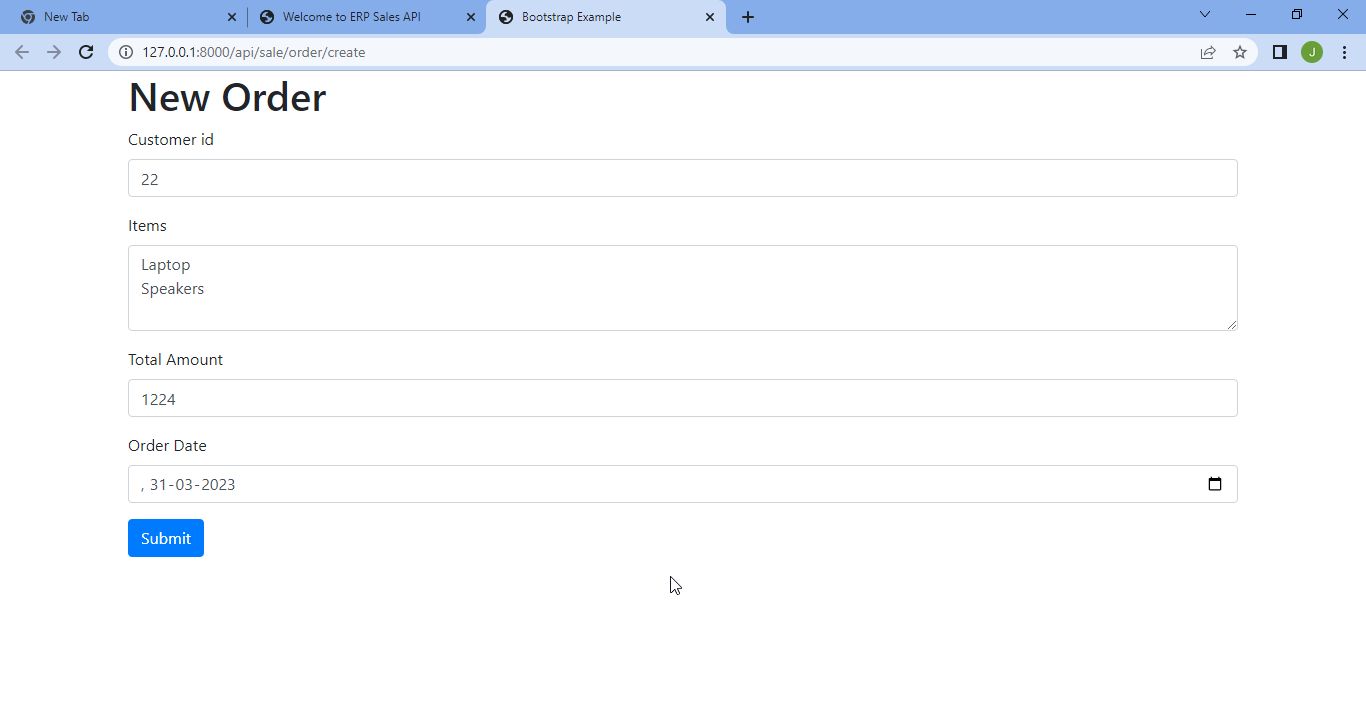 New Tab
Welcome to ERP Sales API
Bootstrap Example
127.0.0.1:8000/api/sale/order/create
J
New Order
Customer id
22
Items
Laptop
Speakers
Total Amount
1224
Order Date
, 31-03-2023
Submit